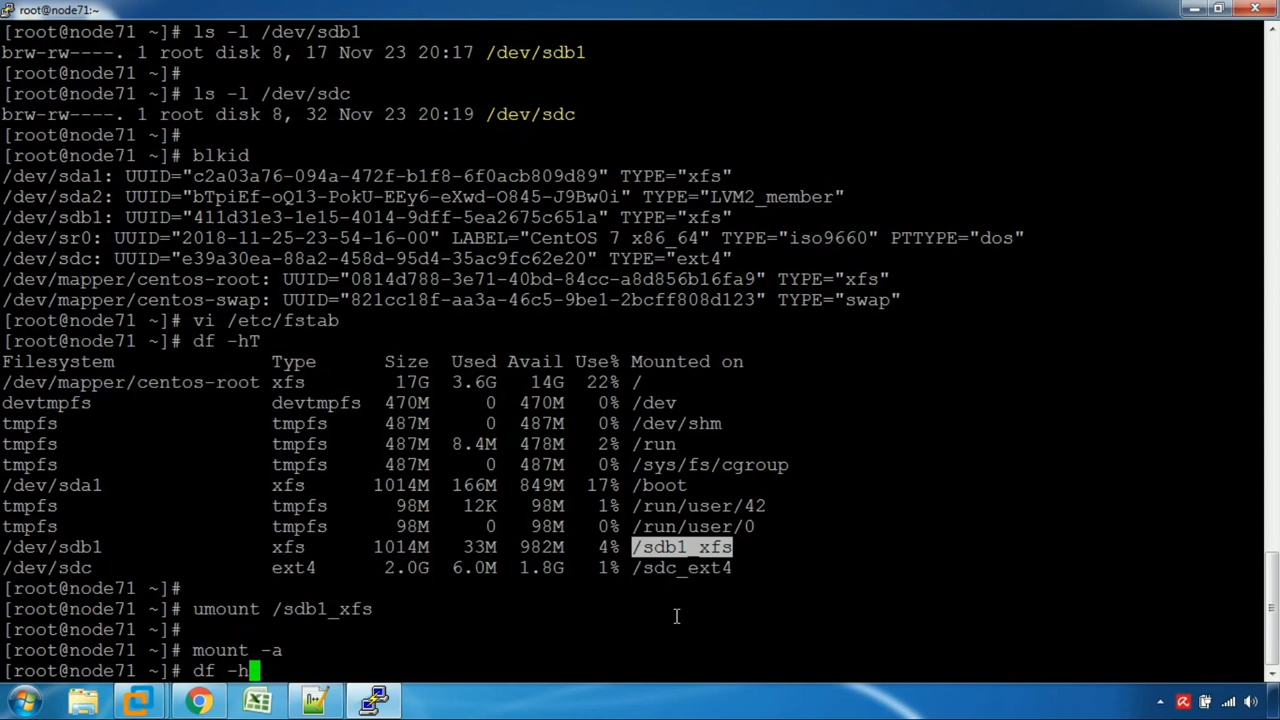 root@node71:~
[root@node71 ~]# ls -l /dev/sdb1
brw-rw----. 1 root disk 8, 17 Nov 23 20:17 /dev/sdb1
[root@node71 ~]#
[root@node71 ~]# ls -l /dev/sdc
brw-rw----. 1 root disk 8, 32 Nov 23 20:19 /dev/sdc
[root@node71 ~]#
[root@node71 ~]# blkid
/dev/sda1: UUID="c2a03a76-094a-472f-b1f8-6f0acb809d89" TYPE="xfs"
/dev/sda2: UUID="bTpiEf-oQl3-PokU-EEy6-eXwd-O845-J9Bw0i" TYPE="LVM2_member"
/dev/sdb1: UUID="411d31e3-1e15-4014-9dff-5ea2675c651a" TYPE="xfs"
/dev/sr0: UUID="2018-11-25-23-54-16-00" LABEL="CentOS 7 x86_64" TYPE="iso9660" PTTYPE="dos"
/dev/sdc: UUID="e39a30ea-88a2-458d-95d4-35ac9fc62e20" TYPE="ext4"
/dev/mapper/centos-root: UUID="0814d788-3e71-40bd-84cc-a8d856b16fa9" TYPE="xfs"
/dev/mapper/centos-swap: UUID="821cc18f-aa3a-46c5-9be1-2bcff808d123" TYPE="swap"
[root@node71 ~]# vi /etc/fstab
[root@node71 ~]# df -hT
Filesystem Type Size Used Avail Use% Mounted on
/dev/mapper/centos-root xfs 17G 3.6G 14G 22% /
devtmpfs devtmpfs 470M 0 470M 0% /dev
tmpfs tmpfs 487M 0 487M 0% /dev/shm
tmpfs tmpfs 487M 8.4M 478M 2% /run
tmpfs tmpfs 487M 0 487M 0% /sys/fs/cgroup
/dev/sda1 xfs 1014M 166M 849M 17% /boot
tmpfs tmpfs 98M 12K 98M 1% /run/user/42
tmpfs tmpfs 98M 0 98M 0% /run/user/0
/dev/sdb1 xfs 1014M 33M 982M 4% /sdb1_xfs
/dev/sdc ext4 2.0G 6.0M 1.8G 1% /sdc_ext4
[root@node71 ~]#
[root@node71 ~]# umount /sdb1_xfs
[root@node71 ~]#
[root@node71 ~]# mount -a
[root@node71 ~]# df -h